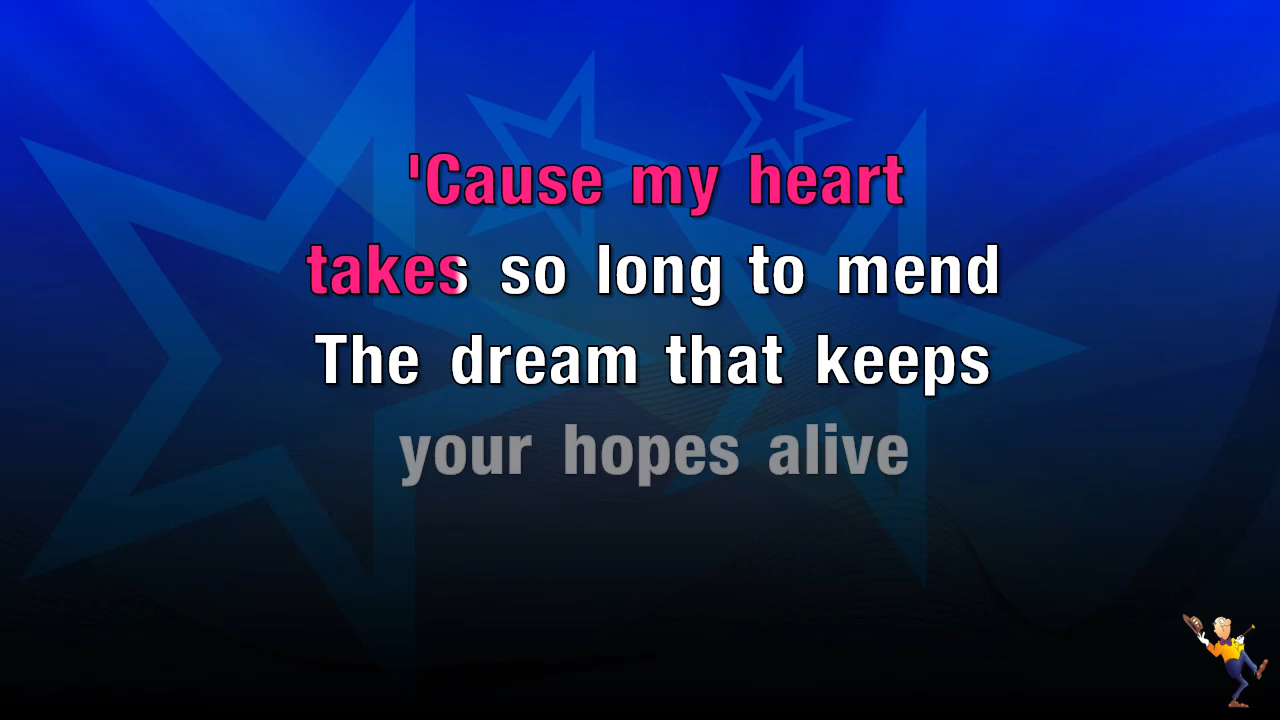 'Cause my heart
takes so long to mend
The dream that keeps
your hopes alive